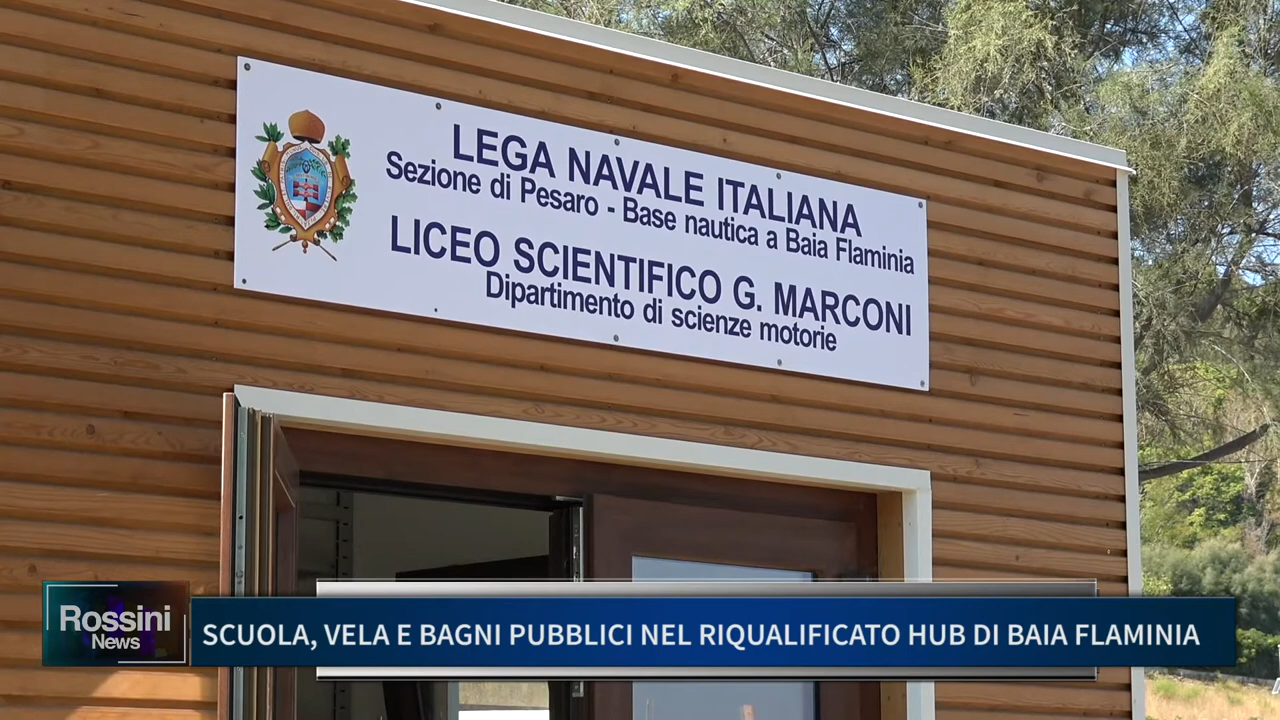 LEGA NAVALE ITALIANA
Sezione di Pesaro - Base nautica a Baia Flaminia
LICEO SCIENTIFICO G. MARCONI
Dipartimento di scienze motorie
Rossini
News
SCUOLA, VELA E BAGNI PUBBLICI NEL RIQUALIFICATO HUB DI BAIA FLAMINIA